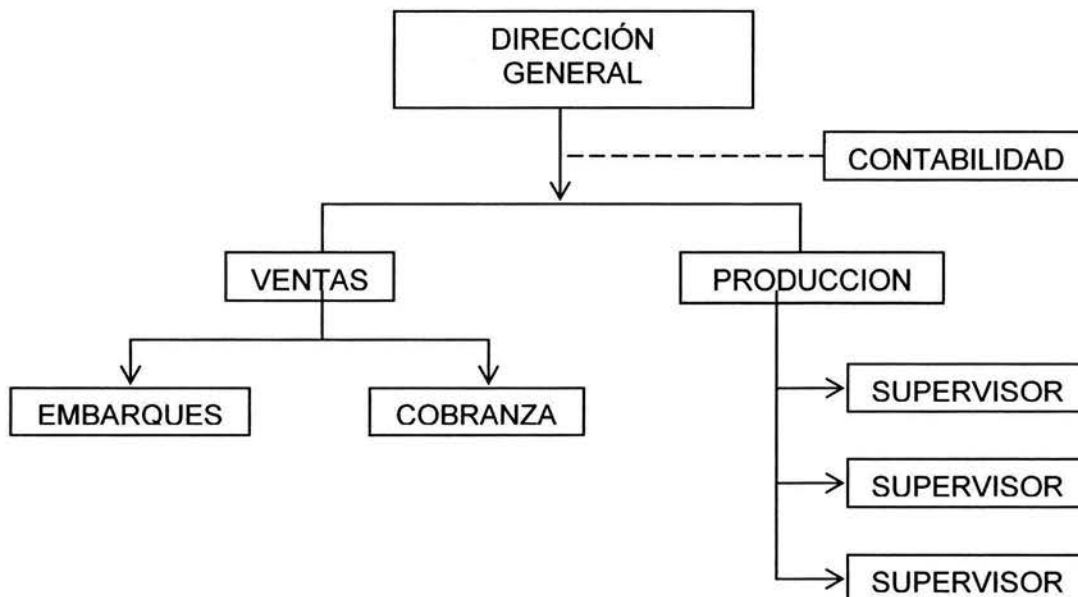 DIRECCIÓN
GENERAL
CONTABILIDAD
VENTAS
PRODUCCION
EMBARQUES
COBRANZA
SUPERVISOR
SUPERVISOR
SUPERVISOR